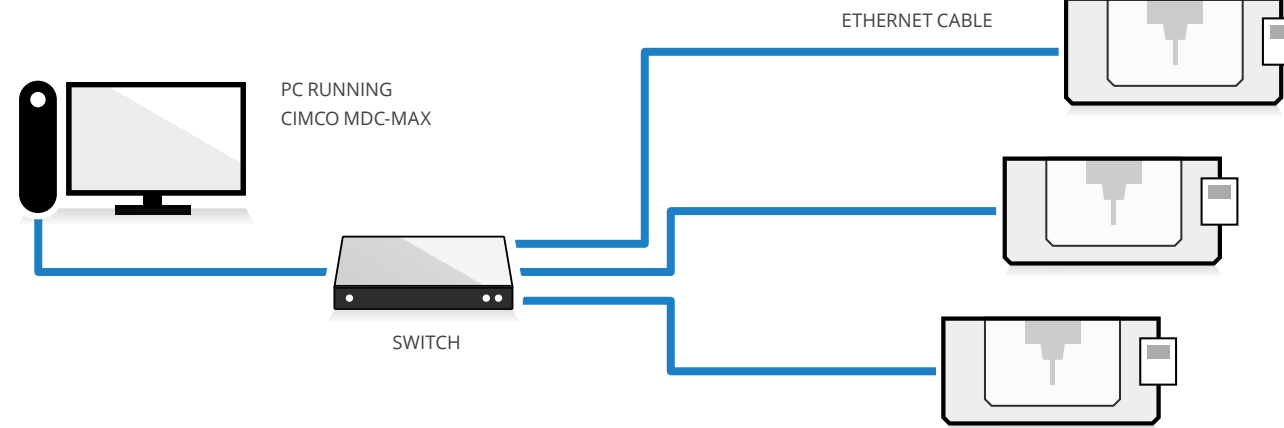 ETHERNET CABLE
PC RUNNING
CIMCO MDC-MAX
SWITCH